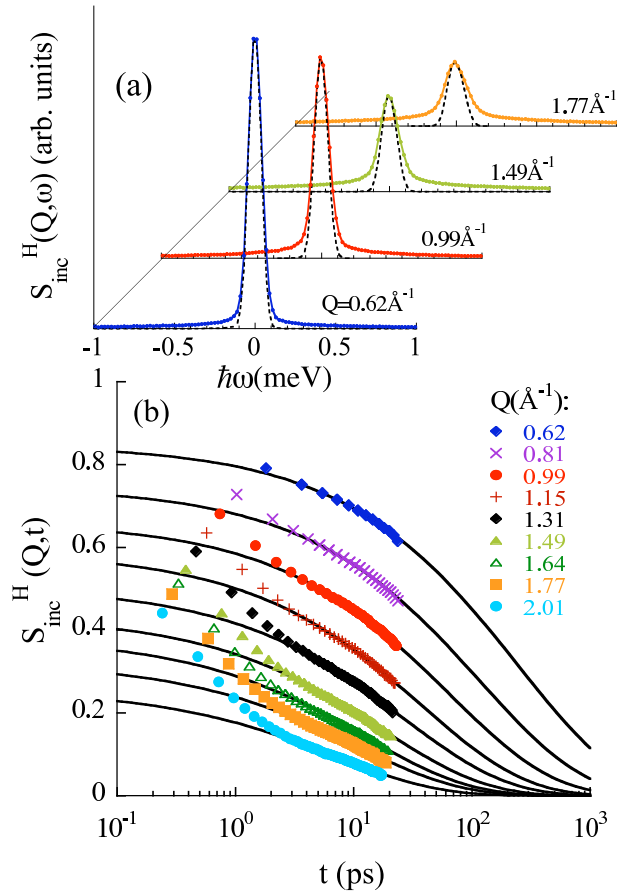 (a)
S_inc^H(Q,ω) (arb. units)
1.77Å⁻¹
1.49Å⁻¹
0.99Å⁻¹
Q=0.62Å⁻¹
-1 -0.5 0 0.5 1
ħω(meV)
(b)
Q(Å⁻¹):
0.62
0.81
0.99
1.15
1.31
1.49
1.64
1.77
2.01
S_inc^H(Q,t)
1
0.8
0.6
0.4
0.2
0
10⁻¹ 10⁰ 10¹ 10² 10³
t (ps)